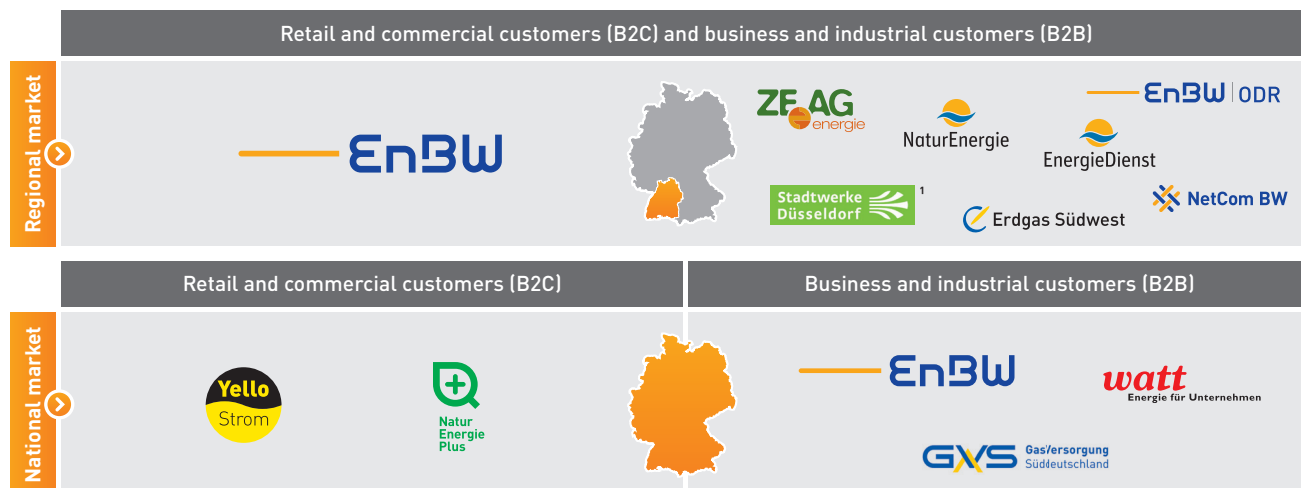 Retail and commercial customers (B2C) and business and industrial customers (B2B)
Regional market
EnBW
ZEAG
energie
NaturEnergie
EnBW | ODR
EnergieDienst
Stadtwerke
Düsseldorf
1
Erdgas Südwest
NetCom BW
Retail and commercial customers (B2C)
Business and industrial customers (B2B)
National market
Yello
Strom
Natur
Energie
Plus
EnBW
watt
Energie für Unternehmen
GVS
GasVersorgung
Süddeutschland